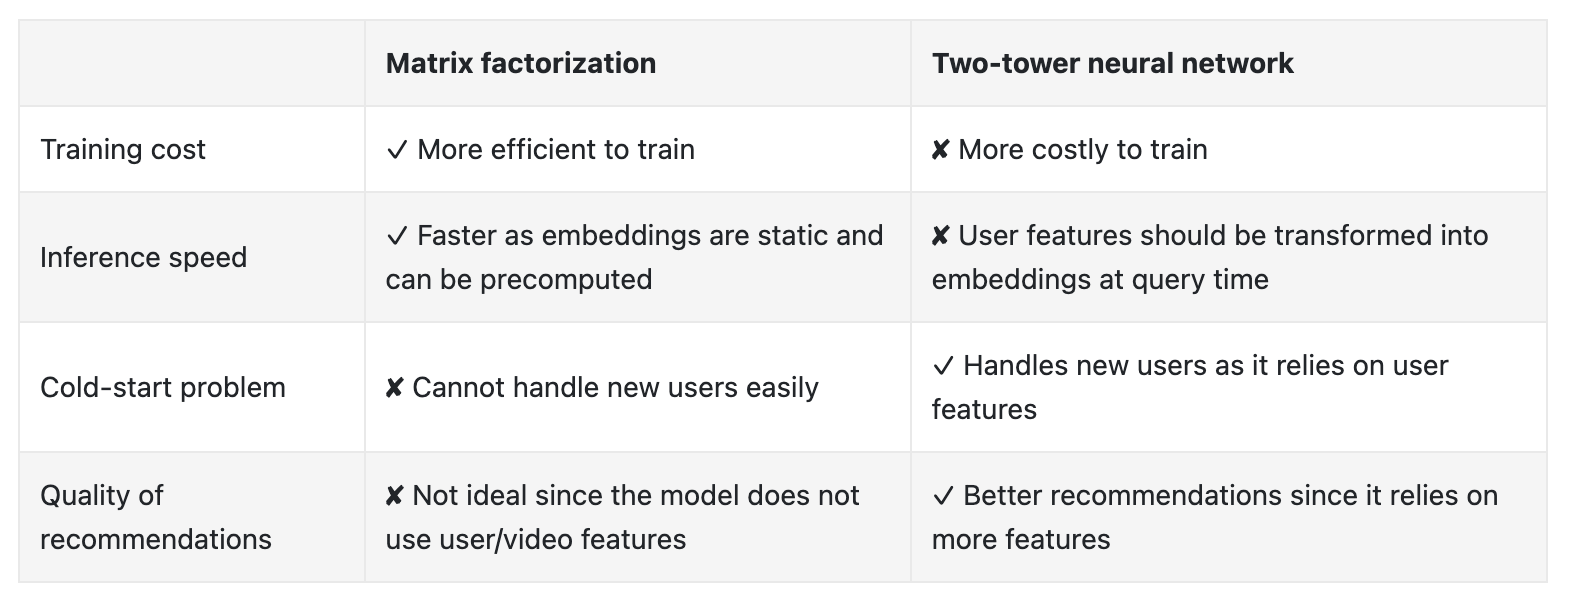 Matrix factorization
Two-tower neural network
Training cost
✓ More efficient to train
✘ More costly to train
Inference speed
✓ Faster as embeddings are static and
can be precomputed
✘ User features should be transformed into
embeddings at query time
Cold-start problem
✘ Cannot handle new users easily
✓ Handles new users as it relies on user
features
Quality of
recommendations
✘ Not ideal since the model does not
use user/video features
✓ Better recommendations since it relies on
more features